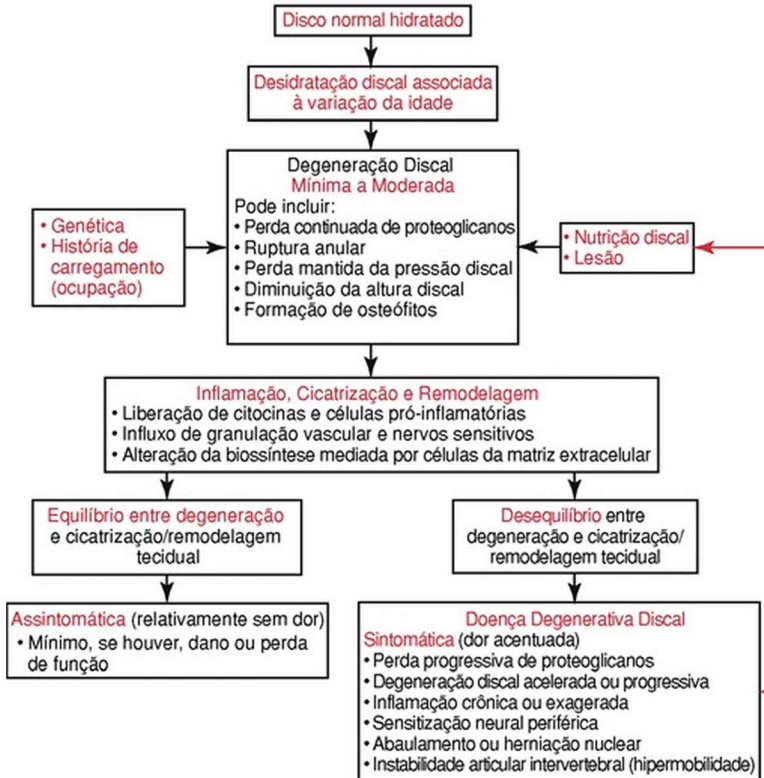 Disco normal hidratado
Desidratação discal associada
à variação da idade
Degeneração Discal
Mínima a Moderada
Pode incluir:
• Perda continuada de proteoglicanos
• Ruptura anular
• Perda mantida da pressão discal
• Diminuição da altura discal
• Formação de osteófitos
• Genética
• História de
carregamento
(ocupação)
• Nutrição discal
• Lesão
Inflamação, Cicatrização e Remodelagem
• Liberação de citocinas e células pró-inflamatórias
• Influxo de granulação vascular e nervos sensitivos
• Alteração da biossíntese mediada por células da matriz extracelular
Equilíbrio entre degeneração
e cicatrização/remodelagem
tecidual
Desequilíbrio entre
degeneração e cicatrização/
remodelagem tecidual
Assintomática (relativamente sem dor)
• Mínimo, se houver, dano ou perda
de função
Doença Degenerativa Discal
Sintomática (dor acentuada)
• Perda progressiva de proteoglicanos
• Degeneração discal acelerada ou progressiva
• Inflamação crônica ou exagerada
• Sensitização neural periférica
• Abaulamento ou herniação nuclear
• Instabilidade articular intervertebral (hipermobilidade)